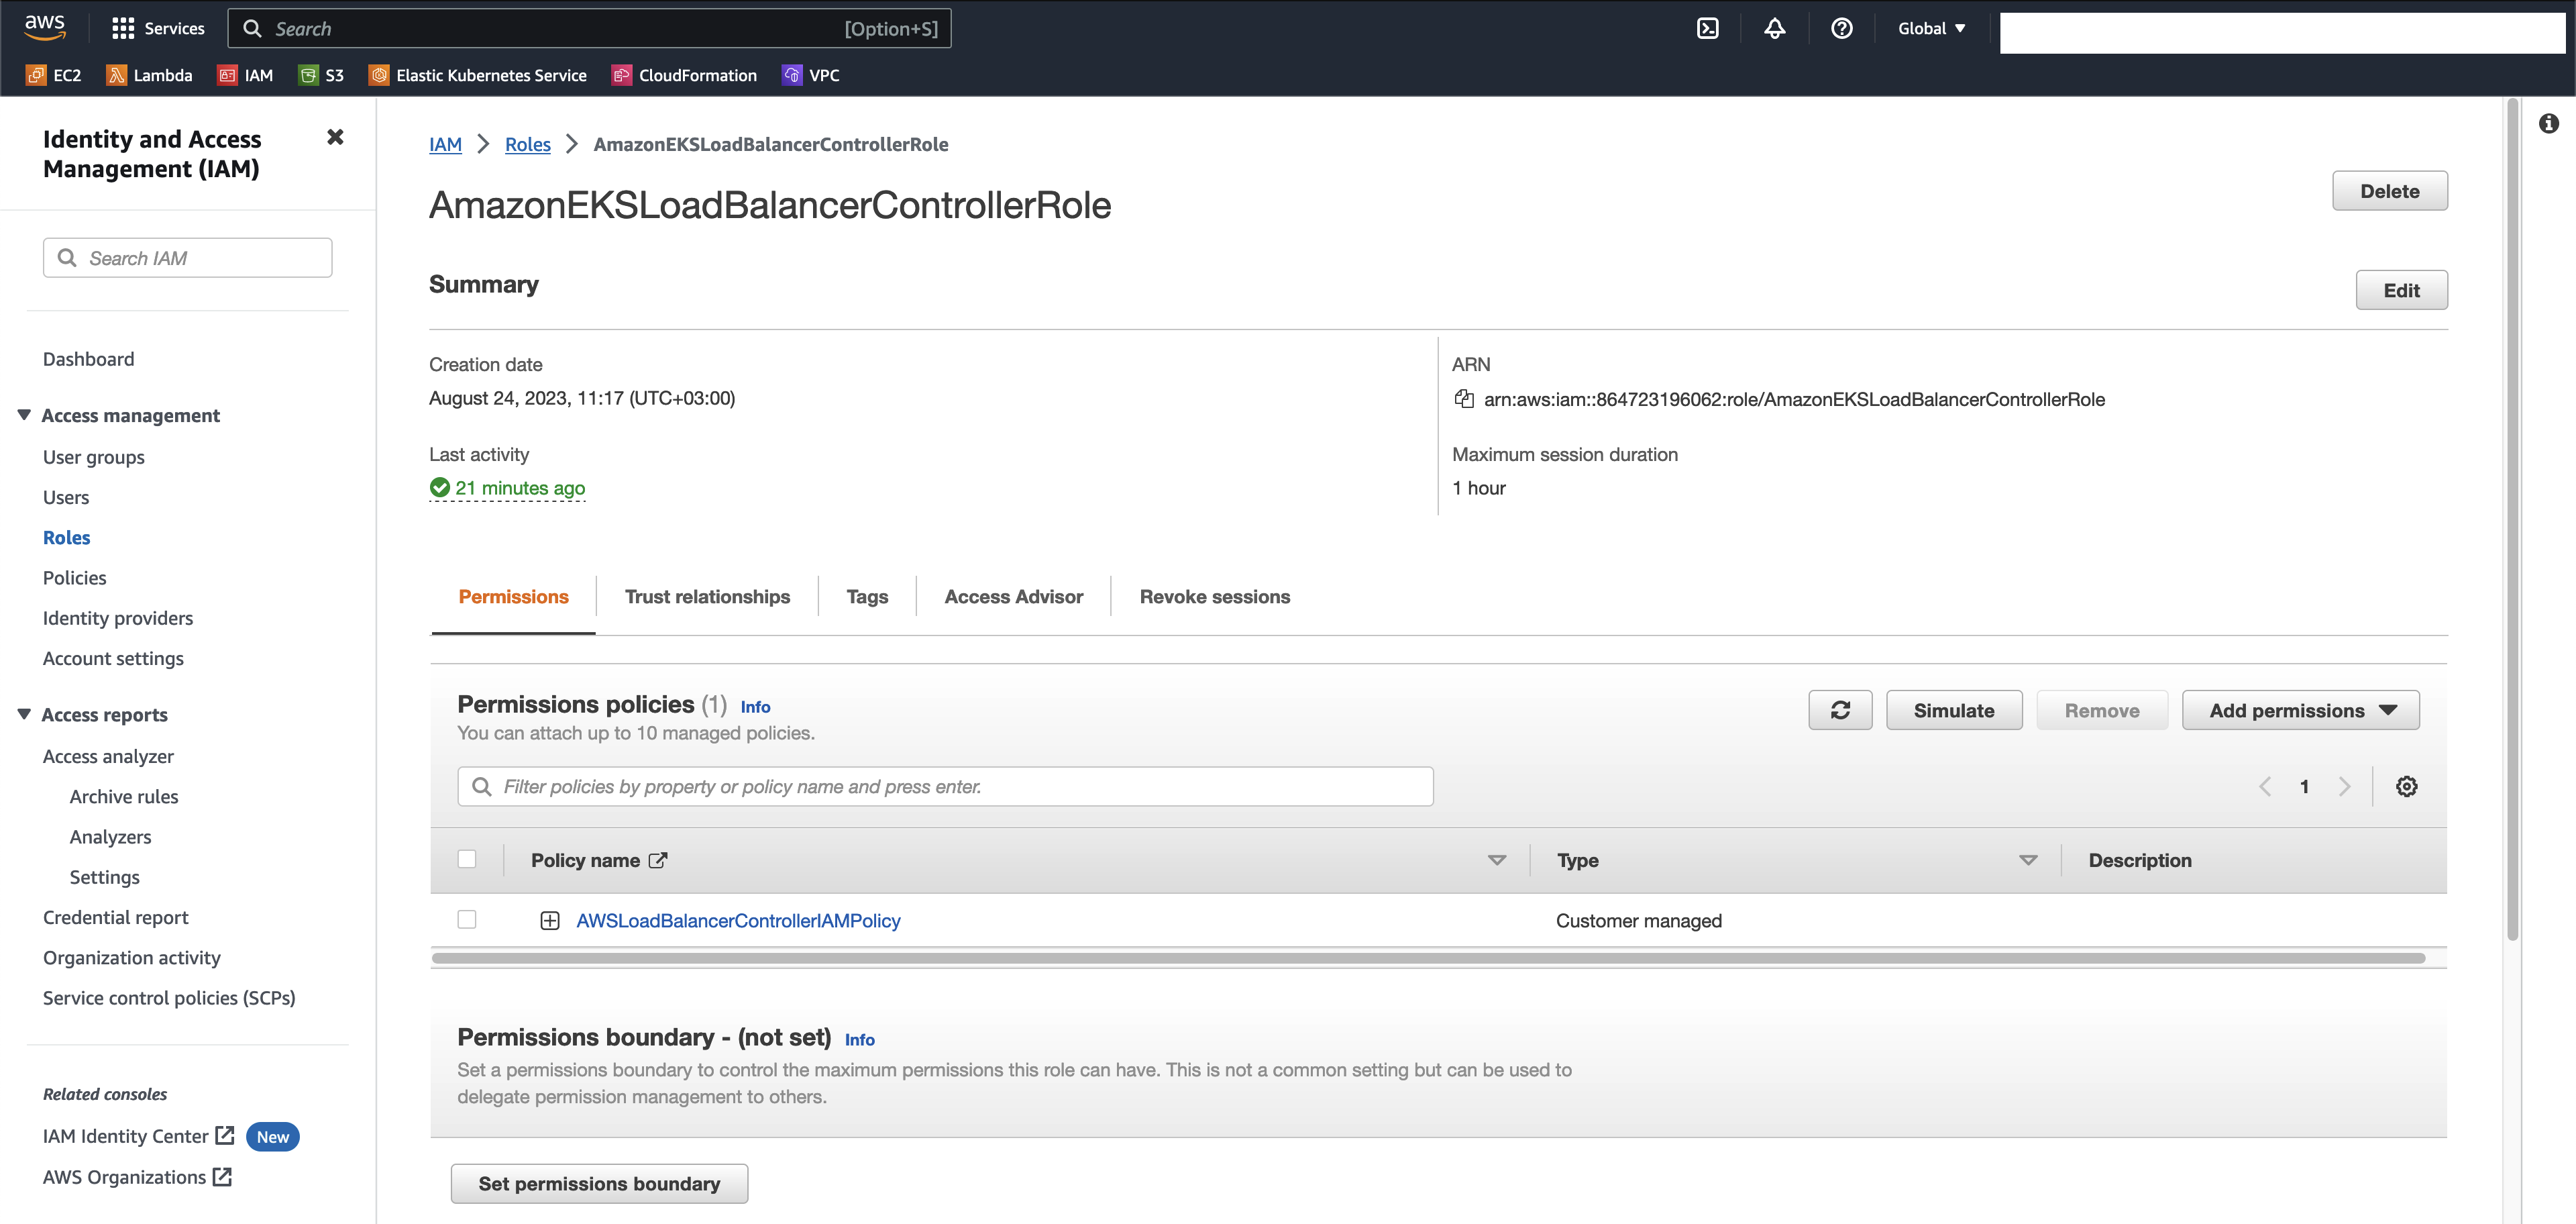 aws
Services
Search
[Option+S]
Global
EC2
Lambda
IAM
S3
Elastic Kubernetes Service
CloudFormation
VPC
Identity and Access
Management (IAM)
Search IAM
Dashboard
Access management
User groups
Users
Roles
Policies
Identity providers
Account settings
Access reports
Access analyzer
Archive rules
Analyzers
Settings
Credential report
Organization activity
Service control policies (SCPs)
Related consoles
IAM Identity Center
New
AWS Organizations
IAM > Roles > AmazonEKSLoadBalancerControllerRole
AmazonEKSLoadBalancerControllerRole
Delete
Summary
Edit
Creation date
August 24, 2023, 11:17 (UTC+03:00)
Last activity
21 minutes ago
ARN
arn:aws:iam::864723196062:role/AmazonEKSLoadBalancerControllerRole
Maximum session duration
1 hour
Permissions
Trust relationships
Tags
Access Advisor
Revoke sessions
Permissions policies (1) Info
You can attach up to 10 managed policies.
Simulate
Remove
Add permissions
Filter policies by property or policy name and press enter.
1
Policy name
Type
Description
AWSLoadBalancerControllerIAMPolicy
Customer managed
Permissions boundary - (not set) Info
Set a permissions boundary to control the maximum permissions this role can have. This is not a common setting but can be used to
delegate permission management to others.
Set permissions boundary